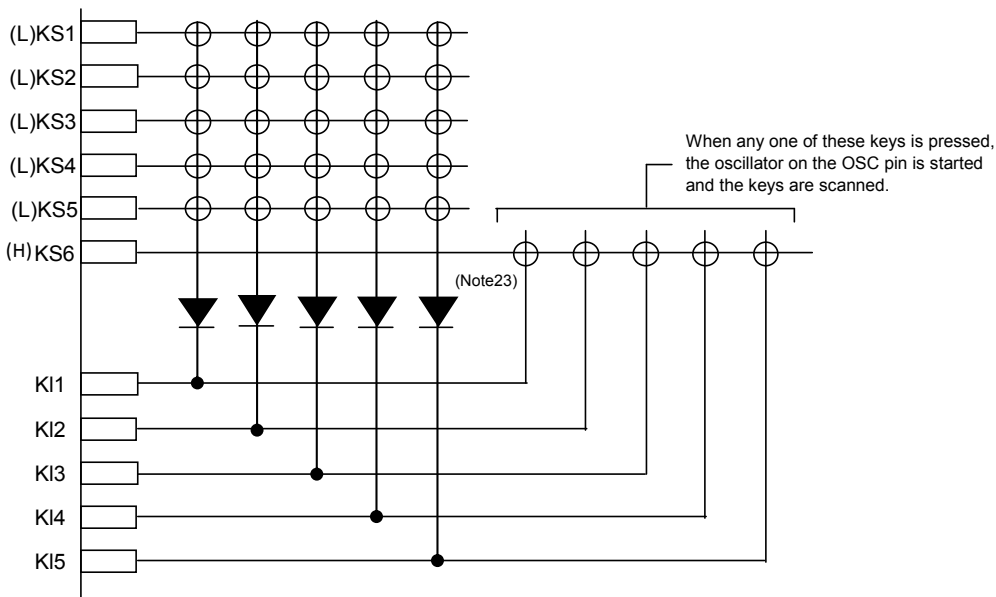 (L)KS1
(L)KS2
(L)KS3
(L)KS4
(L)KS5
(H)KS6
When any one of these keys is pressed,
the oscillator on the OSC pin is started
and the keys are scanned.
(Note23)
KI1
KI2
KI3
KI4
KI5